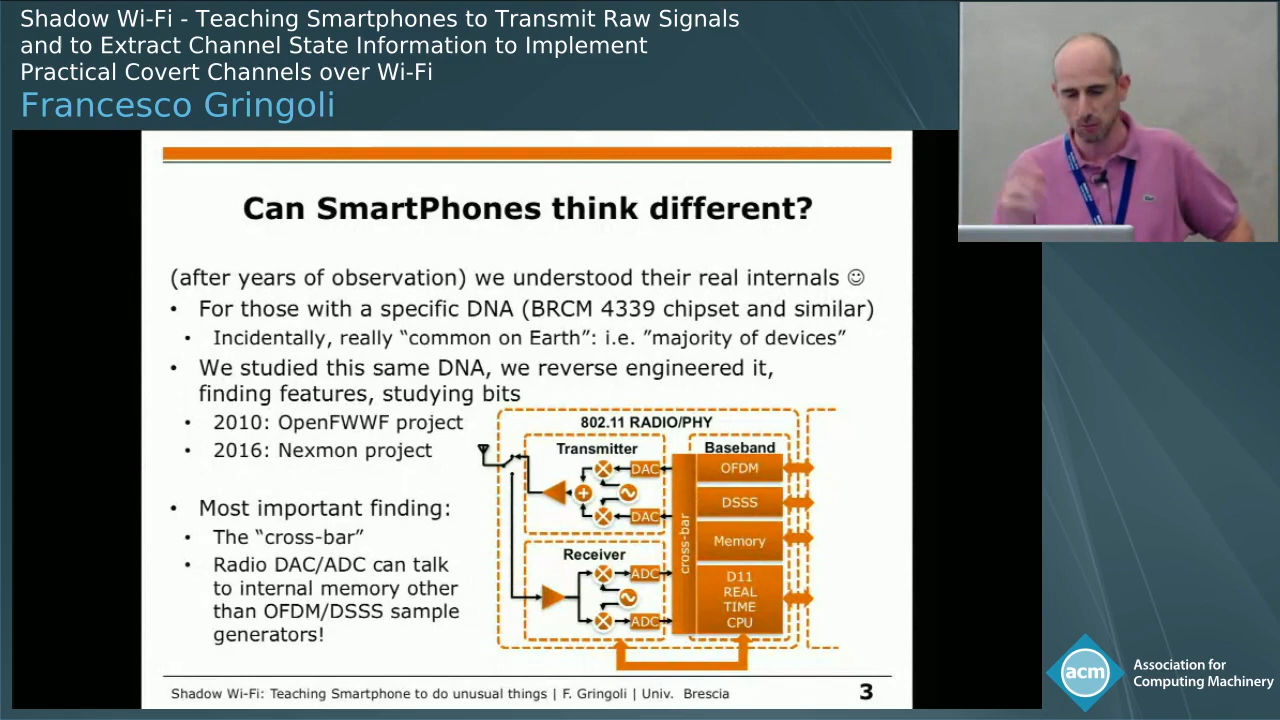 Shadow Wi-Fi - Teaching Smartphones to Transmit Raw Signals
and to Extract Channel State Information to Implement
Practical Covert Channels over Wi-Fi
Francesco Gringoli
Can SmartPhones think different?
(after years of observation) we understood their real internals ☺
• For those with a specific DNA (BRCM 4339 chipset and similar)
• Incidentally, really “common on Earth”: i.e. ”majority of devices”
• We studied this same DNA, we reverse engineered it,
finding features, studying bits
• 2010: OpenFWWF project
• 2016: Nexmon project
• Most important finding:
• The “cross-bar”
• Radio DAC/ADC can talk
to internal memory other
than OFDM/DSSS sample
generators!
802.11 RADIO/PHY
Transmitter
DAC
DAC
Receiver
ADC
ADC
cross-bar
Baseband
OFDM
DSSS
Memory
D11
REAL
TIME
CPU
Shadow Wi-Fi: Teaching Smartphone to do unusual things | F. Gringoli | Univ. Brescia
3
acm
Association for
Computing Machinery